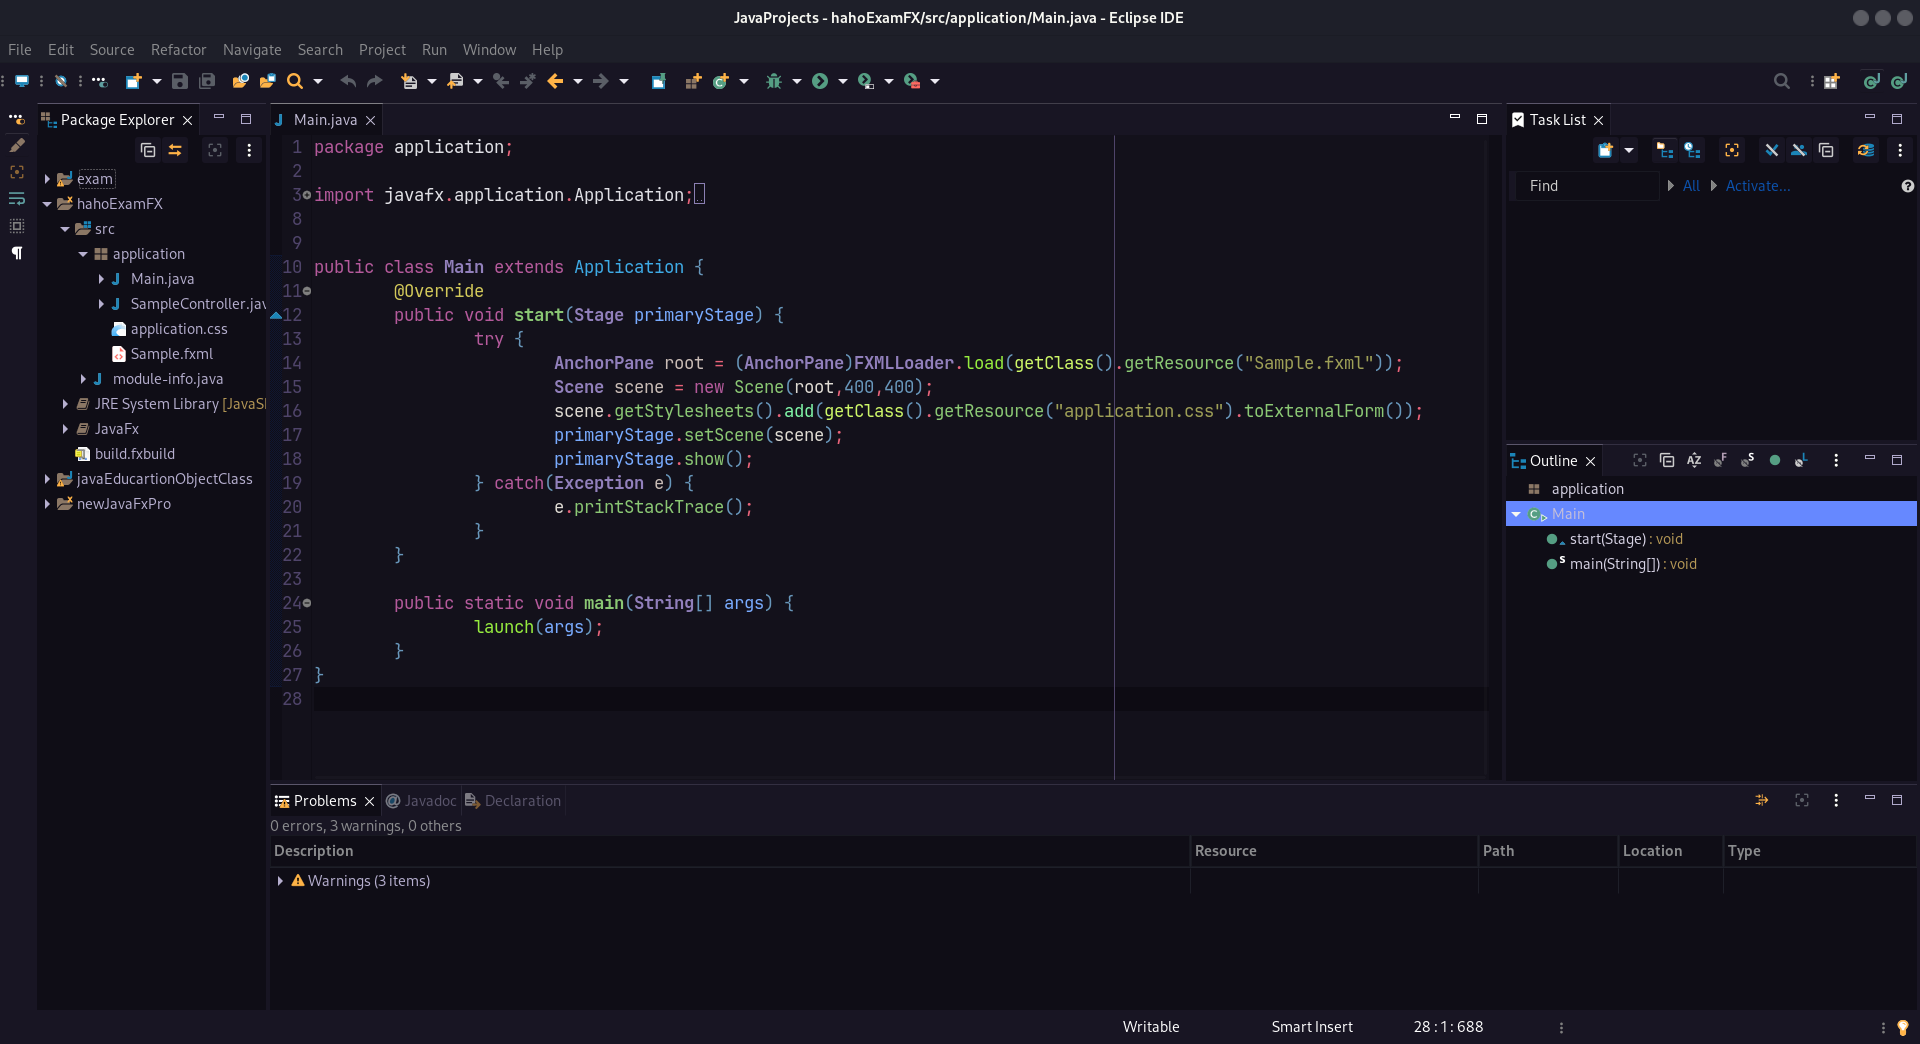 JavaProjects - hahoExamFX/src/application/Main.java - Eclipse IDE
File Edit Source Refactor Navigate Search Project Run Window Help
Package Explorer
exam
hahoExamFX
src
application
Main.java
SampleController.jav
application.css
Sample.fxml
module-info.java
JRE System Library [JavaS
JavaFx
build.fxbuild
javaEducartionObjectClass
newJavaFxPro
Main.java
1 package application;
2
3 import javafx.application.Application;
8
9
10 public class Main extends Application {
11 @Override
12 public void start(Stage primaryStage) {
13 try {
14 AnchorPane root = (AnchorPane)FXMLLoader.load(getClass().getResource("Sample.fxml"));
15 Scene scene = new Scene(root,400,400);
16 scene.getStylesheets().add(getClass().getResource("application.css").toExternalForm());
17 primaryStage.setScene(scene);
18 primaryStage.show();
19 } catch(Exception e) {
20 e.printStackTrace();
21 }
22 }
23
24 public static void main(String[] args) {
25 launch(args);
26 }
27 }
28
Task List
Find All Activate...
Outline
application
Main
start(Stage) : void
main(String[]) : void
Problems Javadoc Declaration
0 errors, 3 warnings, 0 others
Description Resource Path Location Type
Warnings (3 items)
Writable Smart Insert 28 : 1 : 688